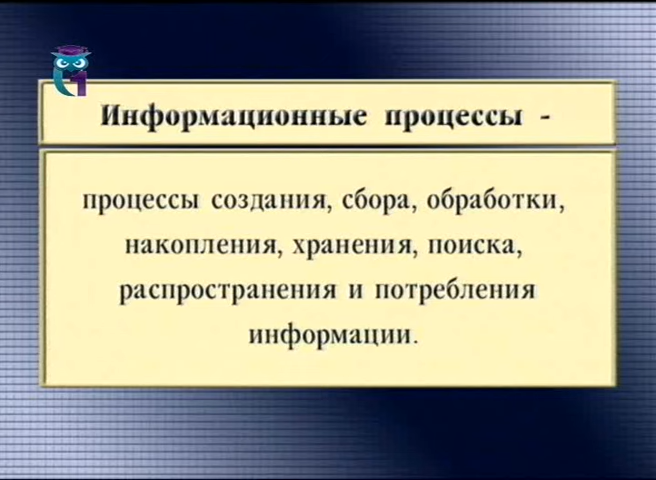 Информационные процессы -
процессы создания, сбора, обработки,
накопления, хранения, поиска,
распространения и потребления
информации.